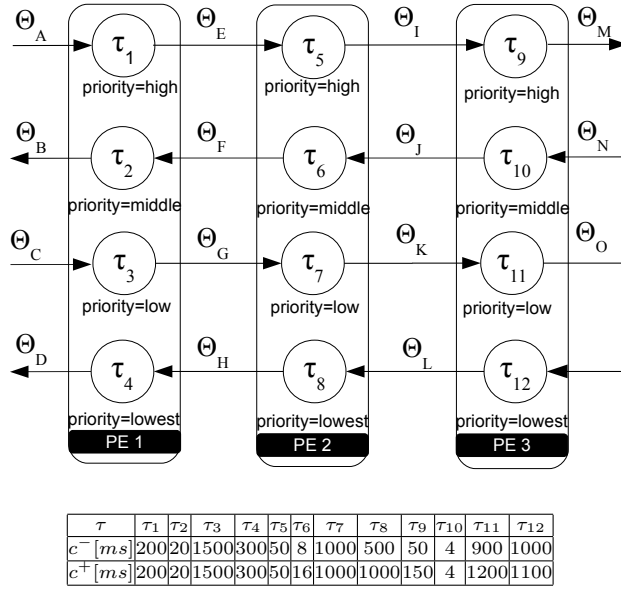 Θ_A Θ_E Θ_I Θ_M
τ_1 τ_5 τ_9
priority=high priority=high priority=high
Θ_B Θ_F Θ_J Θ_N
τ_2 τ_6 τ_10
priority=middle priority=middle priority=middle
Θ_C Θ_G Θ_K Θ_O
τ_3 τ_7 τ_11
priority=low priority=low priority=low
Θ_D Θ_H Θ_L
τ_4 τ_8 τ_12
priority=lowest priority=lowest priority=lowest
PE 1 PE 2 PE 3
τ τ_1 τ_2 τ_3 τ_4 τ_5 τ_6 τ_7 τ_8 τ_9 τ_10 τ_11 τ_12
c^-[ms] 200 20 1500 300 50 8 1000 500 50 4 900 1000
c^+[ms] 200 20 1500 300 50 16 1000 1000 150 4 1200 1100